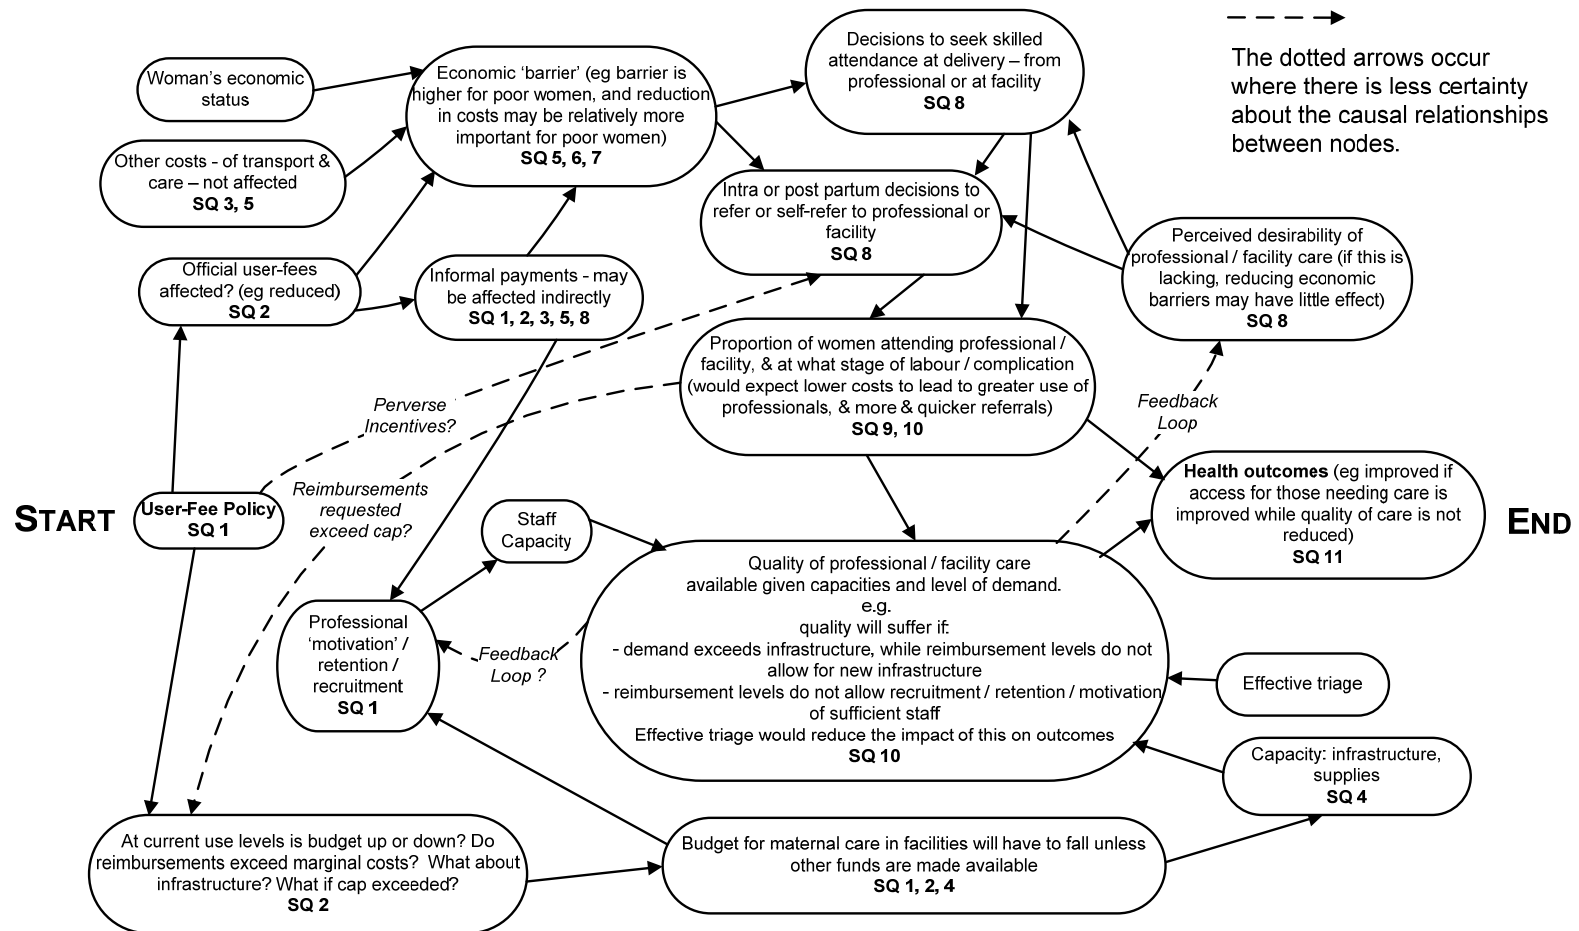 Woman's economic
status
Other costs - of transport &
care – not affected
SQ 3, 5
Official user-fees
affected? (eg reduced)
SQ 2
Economic 'barrier' (eg barrier is
higher for poor women, and reduction
in costs may be relatively more
important for poor women)
SQ 5, 6, 7
Informal payments - may
be affected indirectly
SQ 1, 2, 3, 5, 8
Decisions to seek skilled
attendance at delivery – from
professional or at facility
SQ 8
Intra or post partum decisions to
refer or self-refer to professional or
facility
SQ 8
The dotted arrows occur
where there is less certainty
about the causal relationships
between nodes.
Perceived desirability of
professional / facility care (if this is
lacking, reducing economic
barriers may have little effect)
SQ 8
Proportion of women attending professional /
facility, & at what stage of labour / complication
(would expect lower costs to lead to greater use of
professionals, & more & quicker referrals)
SQ 9, 10
Perverse
Incentives?
Feedback
Loop
START
User-Fee Policy
SQ 1
Reimbursements
requested
exceed cap?
Staff
Capacity
Health outcomes (eg improved if
access for those needing care is
improved while quality of care is not
reduced)
SQ 11
END
Professional
'motivation' /
retention /
recruitment
SQ 1
Feedback
Loop ?
Quality of professional / facility care
available given capacities and level of demand.
e.g.
quality will suffer if:
- demand exceeds infrastructure, while reimbursement levels do not
allow for new infrastructure
- reimbursement levels do not allow recruitment / retention / motivation
of sufficient staff
Effective triage would reduce the impact of this on outcomes
SQ 10
Effective triage
Capacity: infrastructure,
supplies
SQ 4
At current use levels is budget up or down? Do
reimbursements exceed marginal costs? What about
infrastructure? What if cap exceeded?
SQ 2
Budget for maternal care in facilities will have to fall unless
other funds are made available
SQ 1, 2, 4